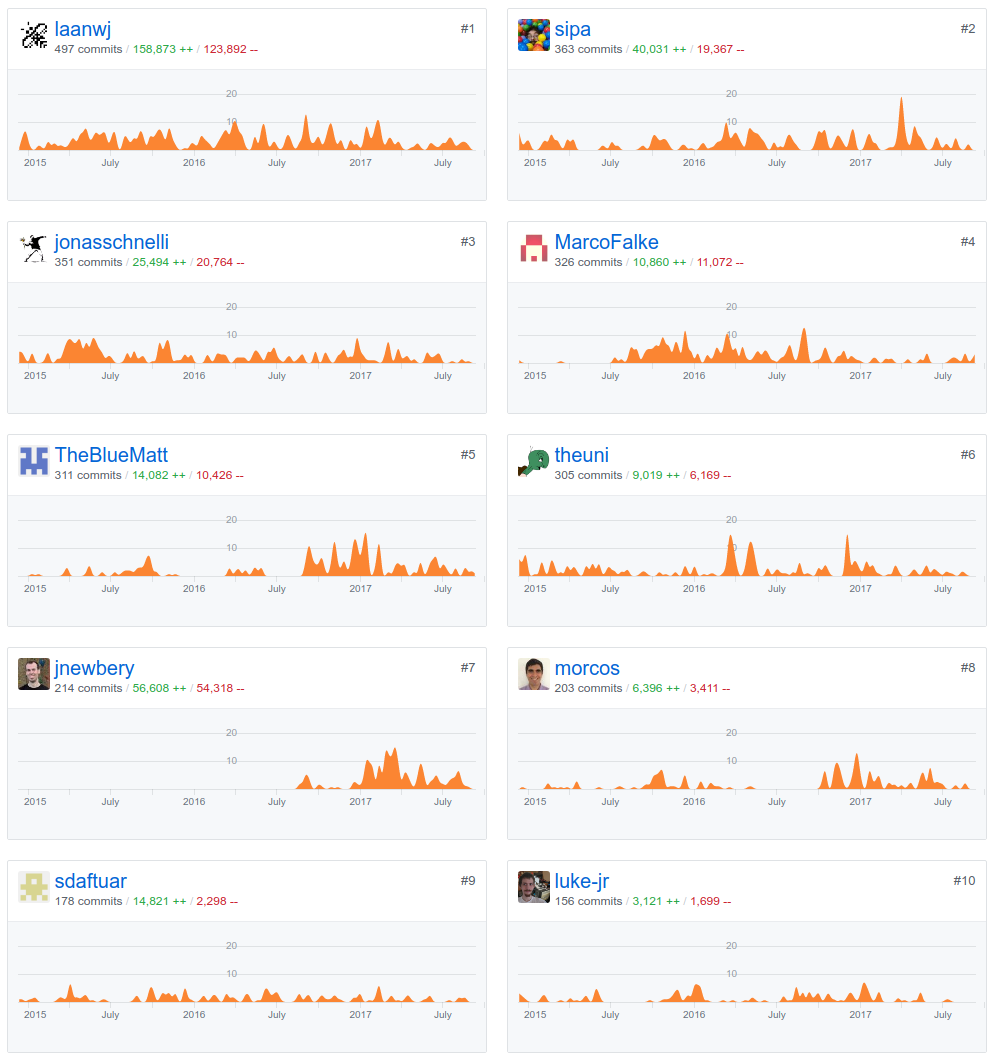 laanwj #1
497 commits / 158,873 ++ / 123,892 --
20
10
2015 July 2016 July 2017 July
sipa #2
363 commits / 40,031 ++ / 19,367 --
20
10
2015 July 2016 July 2017 July
jonasschnelli #3
351 commits / 25,494 ++ / 20,764 --
20
10
2015 July 2016 July 2017 July
MarcoFalke #4
326 commits / 10,860 ++ / 11,072 --
20
10
2015 July 2016 July 2017 July
TheBlueMatt #5
311 commits / 14,082 ++ / 10,426 --
20
10
2015 July 2016 July 2017 July
theuni #6
305 commits / 9,019 ++ / 6,169 --
20
10
2015 July 2016 July 2017 July
jnewbery #7
214 commits / 56,608 ++ / 54,318 --
20
10
2015 July 2016 July 2017 July
morcos #8
203 commits / 6,396 ++ / 3,411 --
20
10
2015 July 2016 July 2017 July
sdaftuar #9
178 commits / 14,821 ++ / 2,298 --
20
10
2015 July 2016 July 2017 July
luke-jr #10
156 commits / 3,121 ++ / 1,699 --
20
10
2015 July 2016 July 2017 July